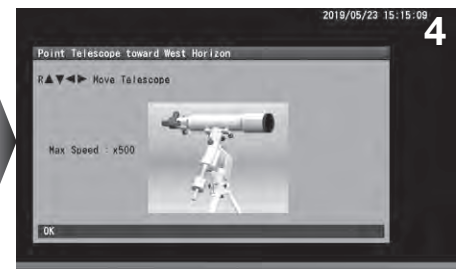 2019/05/23 15:15:09
4
Point Telescope toward West Horizon
R▲▼◀▶ Move Telescope
Max Speed : x500
OK